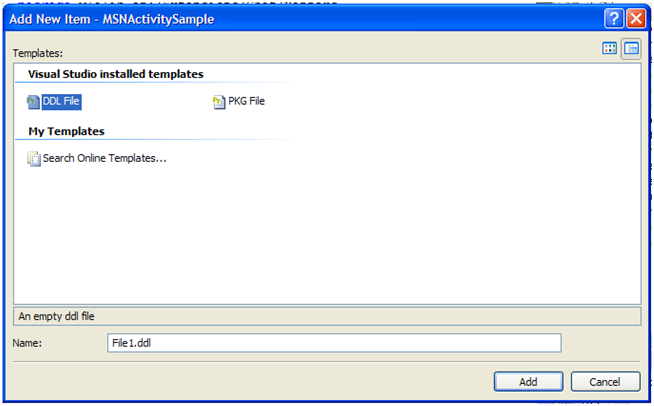 Add New Item - MSNActivitySample
Templates:
Visual Studio installed templates
DDL File
PKG File
My Templates
Search Online Templates...
An empty ddl file
Name:
File1.ddl
Add
Cancel